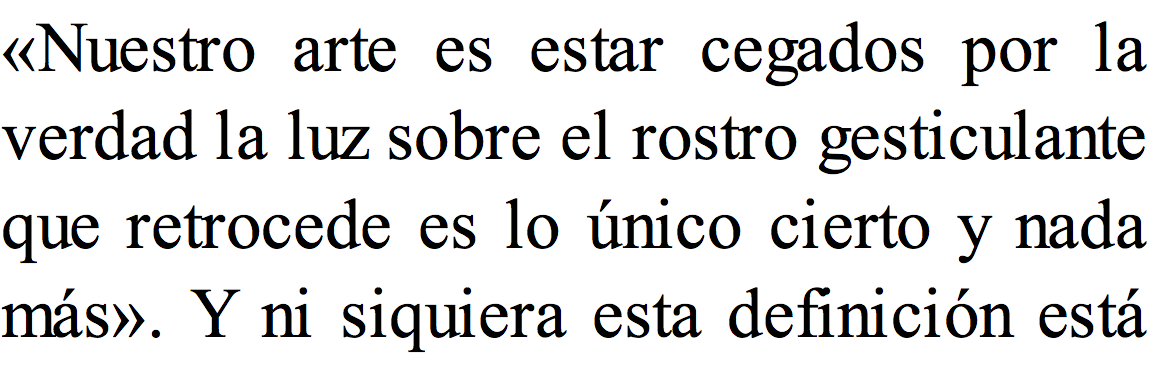 «Nuestro arte es estar cegados por la
verdad la luz sobre el rostro gesticulante
que retrocede es lo único cierto y nada
más». Y ni siquiera esta definición está